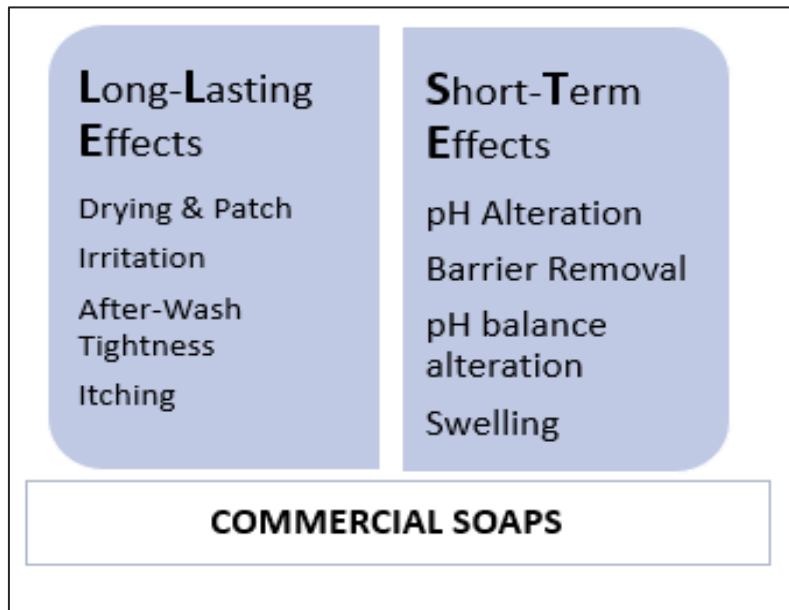 Long-Lasting
Effects
Drying & Patch
Irritation
After-Wash
Tightness
Itching
Short-Term
Effects
pH Alteration
Barrier Removal
pH balance
alteration
Swelling
COMMERCIAL SOAPS